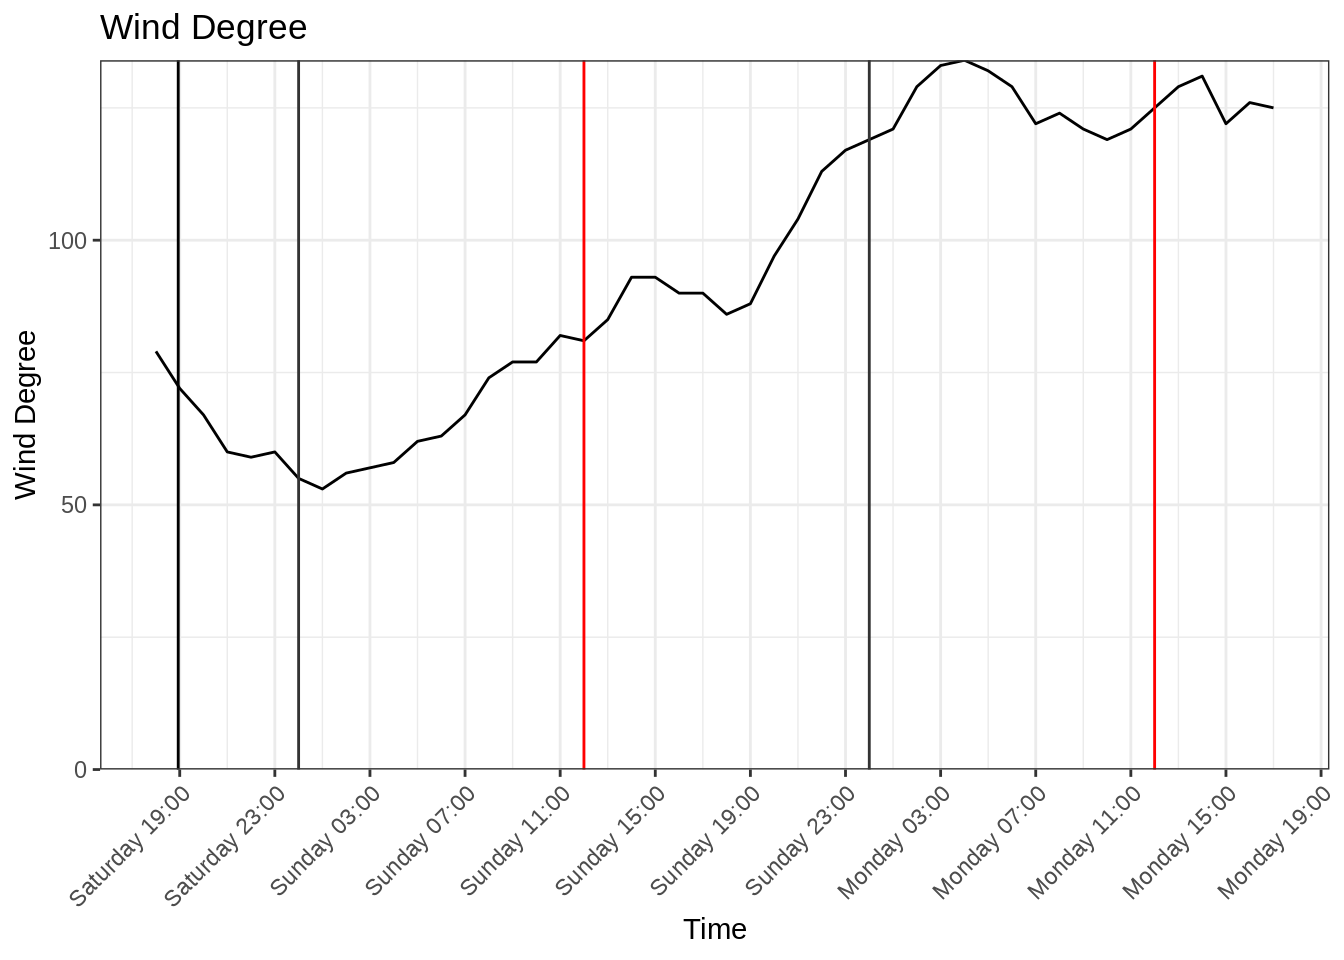 Wind Degree
Wind Degree
100
50
0
Saturday 19:00
Saturday 23:00
Sunday 03:00
Sunday 07:00
Sunday 11:00
Sunday 15:00
Sunday 19:00
Sunday 23:00
Monday 03:00
Monday 07:00
Monday 11:00
Monday 15:00
Monday 19:00
Time